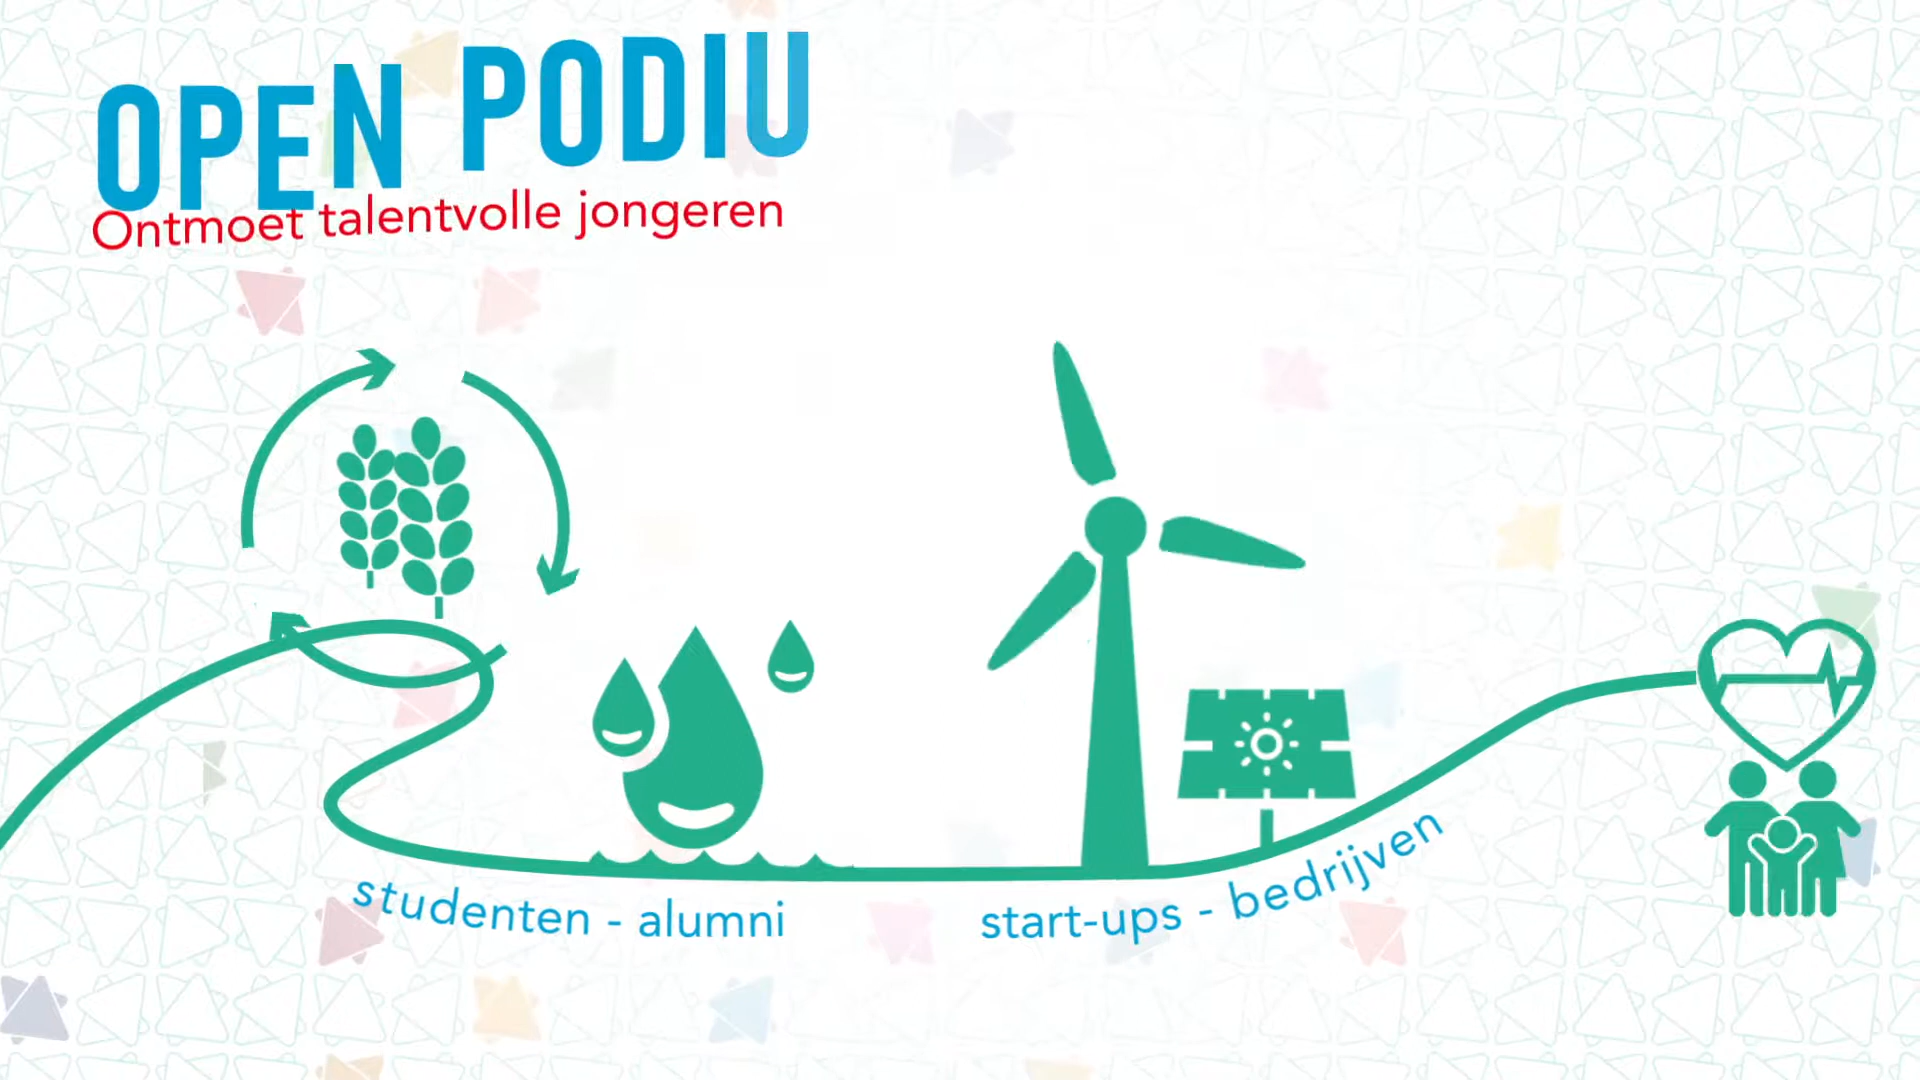 OPEN PODIU
Ontmoet talentvolle jongeren
studenten - alumni
start-ups - bedrijven